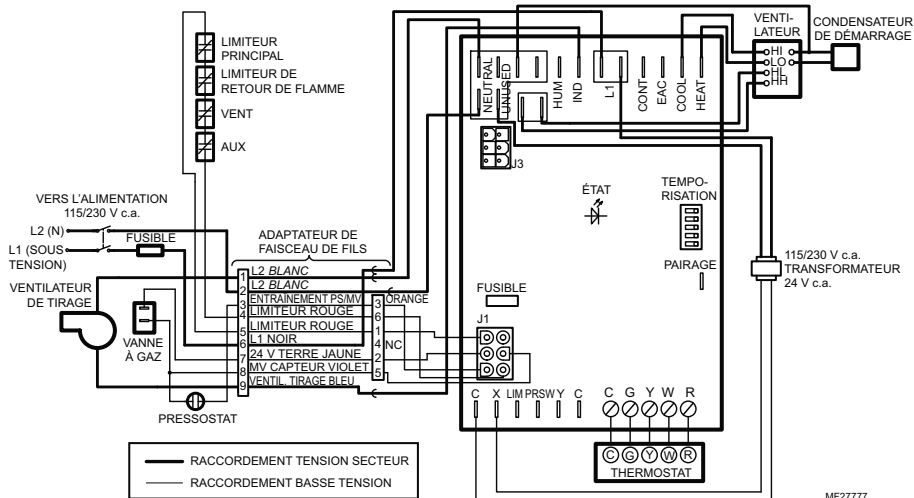 LIMITEUR
PRINCIPAL
LIMITEUR DE
RETOUR DE FLAMME
VENT
AUX
VERS L'ALIMENTATION
115/230 V c.a.
L2 (N)
L1 (SOUS
TENSION)
FUSIBLE
ADAPTATEUR DE
FAISCEAU DE FILS
VENTILATEUR
DE TIRAGE
VANNE
À GAZ
PRESSOSTAT
1 L2 BLANC
2 L2 BLANC
3 ENTRAÎNEMENT PS/MV
4 LIMITEUR ROUGE
5 LIMITEUR ROUGE
6 L1 NOIR
7 24 V TERRE JAUNE
8 MV CAPTEUR VIOLET
9 VENTIL. TIRAGE BLEU
3 ORANGE
6
1
4 NC
2
5
NEUTRAL
UNUSED
HUM
IND
L1
CONT
EAC
COOL
HEAT
J3
ÉTAT
TEMPO-
RISATION
PAIRAGE
FUSIBLE
J1
C X LIM PRSW Y C
C G Y W R
C G Y W R
THERMOSTAT
VENTI-
LATEUR
HI
LO
HL
HH
CONDENSATEUR
DE DÉMARRAGE
115/230 V c.a.
TRANSFORMATEUR
24 V c.a.
RACCORDEMENT TENSION SECTEUR
RACCORDEMENT BASSE TENSION
MF27777